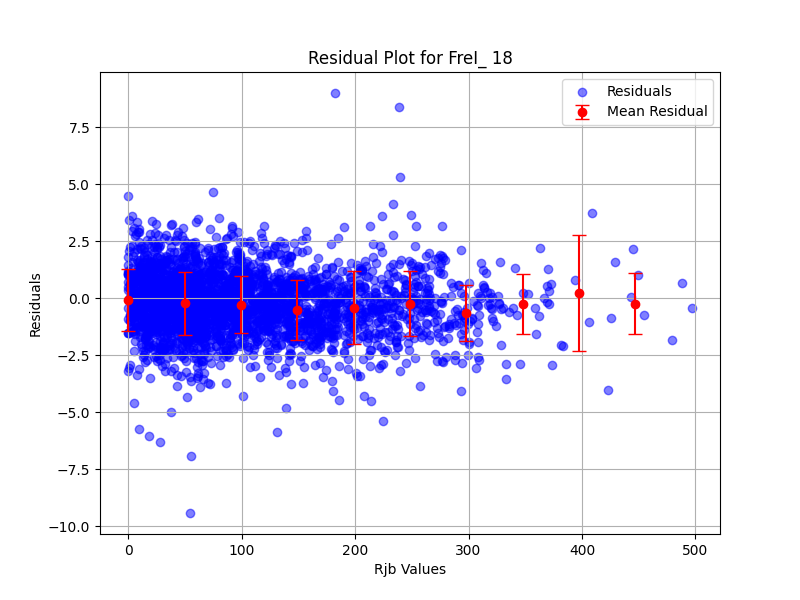 Residual Plot for FreI_ 18
Residuals
Mean Residual
7.5
5.0
2.5
0.0
−2.5
−5.0
−7.5
−10.0
Residuals
0 100 200 300 400 500
Rjb Values